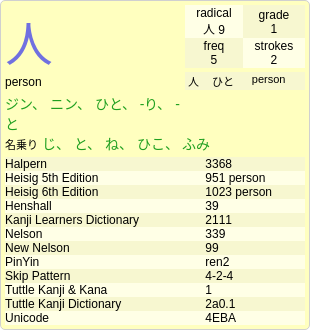 人
radical
人 9
grade
1
freq
5
strokes
2
person
人 ひと person
ジン、 ニン、 ひと、 -り、 -
と
名乗り じ、 と、 ね、 ひこ、 ふみ
Halpern 3368
Heisig 5th Edition 951 person
Heisig 6th Edition 1023 person
Henshall 39
Kanji Learners Dictionary 2111
Nelson 339
New Nelson 99
PinYin ren2
Skip Pattern 4-2-4
Tuttle Kanji & Kana 1
Tuttle Kanji Dictionary 2a0.1
Unicode 4EBA